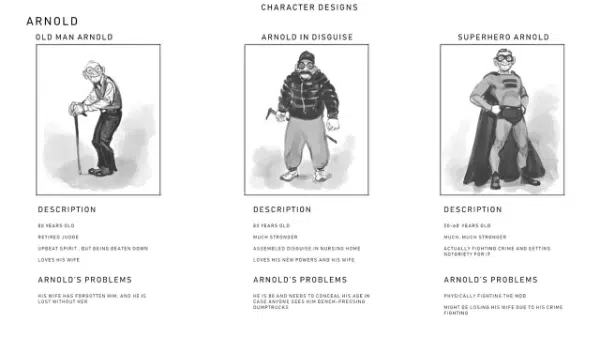 CHARACTER DESIGNS
ARNOLD
OLD MAN ARNOLD
ARNOLD IN DISGUISE
SUPERHERO ARNOLD
DESCRIPTION
80 YEARS OLD
RETIRED JUDGE
UPBEAT SPIRIT, BUT BEING BEATEN DOWN
LOVES HIS WIFE
ARNOLD'S PROBLEMS
HIS WIFE HAS FORGOTTEN HIM, AND HE IS
LOST WITHOUT HER
DESCRIPTION
80 YEARS OLD
MUCH STRONGER
ASSEMBLED DISGUISE IN NURSING HOME
LOVES HIS NEW POWERS AND HIS WIFE
ARNOLD'S PROBLEMS
HE IS 80 AND NEEDS TO CONCEAL HIS AGE IN
CASE ANYONE SEES HIM BENCH-PRESSING
DUMPTRUCKS
DESCRIPTION
YEARS OLD
MUCH, MUCH STRONGER
ACTUALLY FIGHTING CRIME AND GETTING
NOTORIETY FOR IT
ARNOLD'S PROBLEMS
PHYSICALLY FIGHTING THE MOB
MIGHT BE LOSING HIS WIFE DUE TO HIS CRIME
FIGHTING